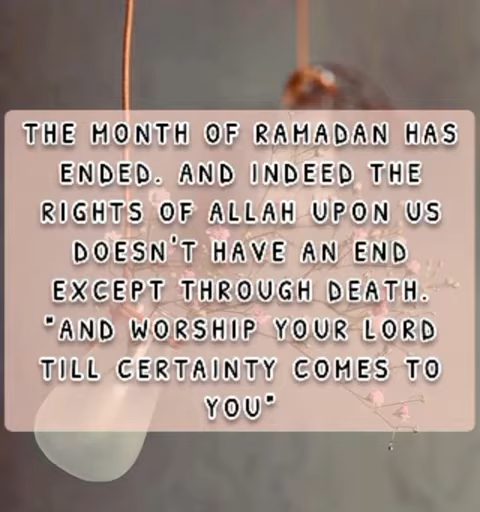 THE MONTH OF RAMADAN HAS
ENDED. AND INDEED THE
RIGHTS OF ALLAH UPON US
DOESN'T HAVE AN END
EXCEPT THROUGH DEATH.
"AND WORSHIP YOUR LORD
TILL CERTAINTY COMES TO
YOU"